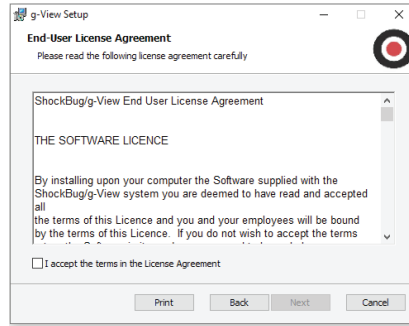 g-View Setup
End-User License Agreement
Please read the following license agreement carefully
ShockBug/g-View End User License Agreement
THE SOFTWARE LICENCE
By installing upon your computer the Software supplied with the
ShockBug/g-View system you are deemed to have read and accepted
all
the terms of this Licence and you and your employees will be bound
by the terms of this Licence. If you do not wish to accept the terms
I accept the terms in the License Agreement
Print Back Next Cancel